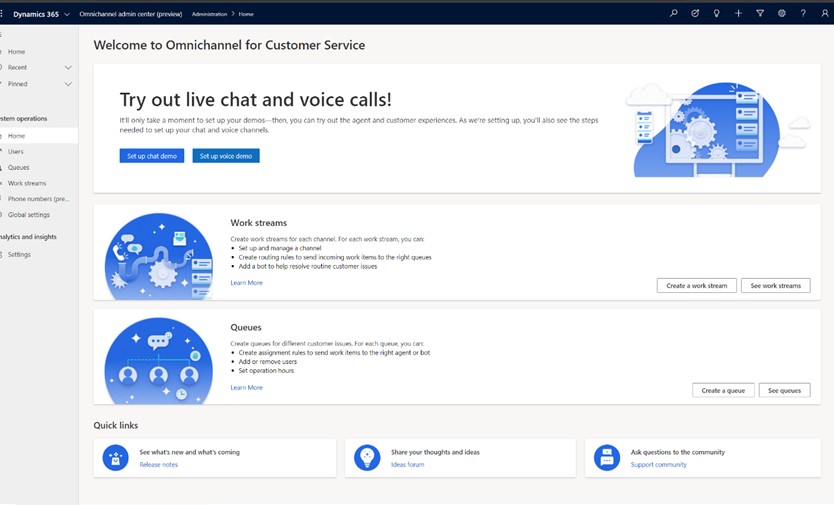 Dynamics 365 Omnichannel admin center (preview) Administration > Home
Home
Recent
Pinned
Home
Users
Queues
Work streams
Phone numbers (pre...
Global settings
Settings
Welcome to Omnichannel for Customer Service
Try out live chat and voice calls!
It'll only take a moment to set up your demos—then, you can try out the agent and customer experiences. As we're setting up, you'll also see the steps
needed to set up your chat and voice channels.
Set up chat demo Set up voice demo
Work streams
Create work streams for each channel. For each work stream, you can:
• Set up and manage a channel
• Create routing rules to send incoming work items to the right queues
• Add a bot to help resolve routine customer issues
Learn More
Create a work stream See work streams
Queues
Create queues for different customer issues. For each queue, you can:
• Create assignment rules to send work items to the right agent or bot
• Add or remove users
• Set operation hours
Learn More
Create a queue See queues
Quick links
See what's new and what's coming
Release notes
Share your thoughts and ideas
Ideas forum
Ask questions to the community
Support community